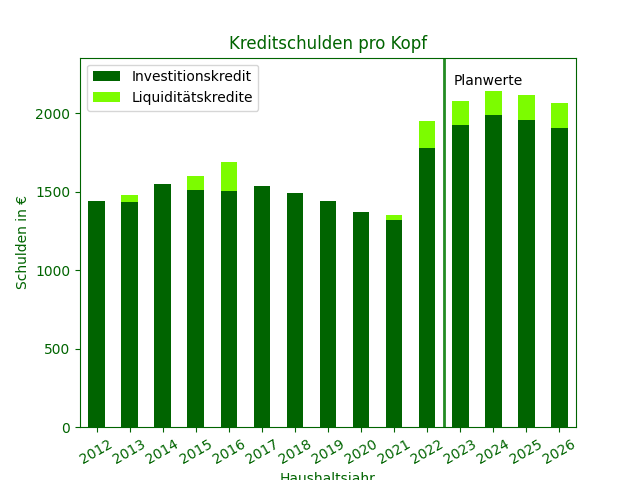 Kreditschulden pro Kopf
Investitionskredit
Liquiditätskredite
Planwerte
Schulden in €
2000
1500
1000
500
0
2012 2013 2014 2015 2016 2017 2018 2019 2020 2021 2022 2023 2024 2025 2026
Haushaltsjahr